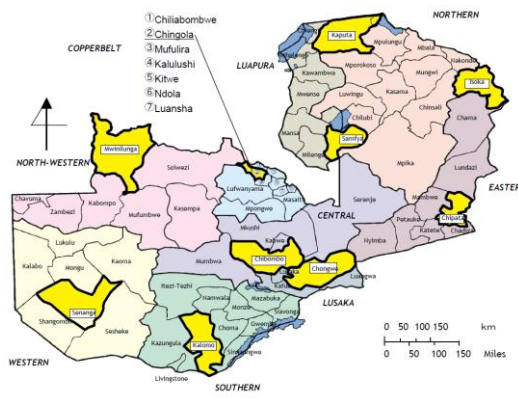 NORTHERN
COPPERBELT
①Chiliabombwe
②Chingola
③Mufulira
④Kalulushi
⑤Kitwe
⑥Ndola
⑦Luansha
LUAPURA
Kaputa
Mpulungu
Mbala
Nakonde
Isoka
Kawambwa
Mporokoso
Mungwi
Mwense
Luwingu
Kasama
Chinsali
Chama
Mansa
Chilubi
Samfya
Milenge
Mpika
Lundazi
NORTH-WESTERN
Mwinilunga
Solwezi
EASTERN
Chavuma
Zambezi
Kabompo
Mufumbwe
Kasempa
Lufwanyama
Masaiti
Mpongwe
CENTRAL
Serenje
Mambwe
Chipata
Petauke
Katete
Chadiza
Nyimba
Mkushi
Kabwe
Lukulu
Kalabo
Mongu
Kaoma
Mumbwa
Chibombo
Chongwe
Luangwa
LUSAKA
Itezi-Tezhi
Namwala
Mazabuka
Siavonga
Monze
Senanga
Shangombo
Sesheke
Kazungula
Kalomo
Choma
Gwembe
Sinazongwe
Livingstone
WESTERN
SOUTHERN
0 50 100 150 km
0 50 100 150 Miles